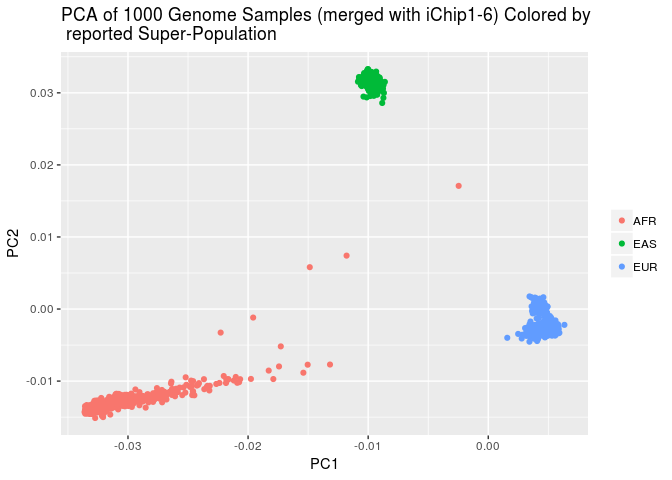 PCA of 1000 Genome Samples (merged with iChip1-6) Colored by
reported Super-Population
0.03
0.02
0.01
0.00
-0.01
PC2
-0.03
-0.02
-0.01
0.00
PC1
AFR
EAS
EUR